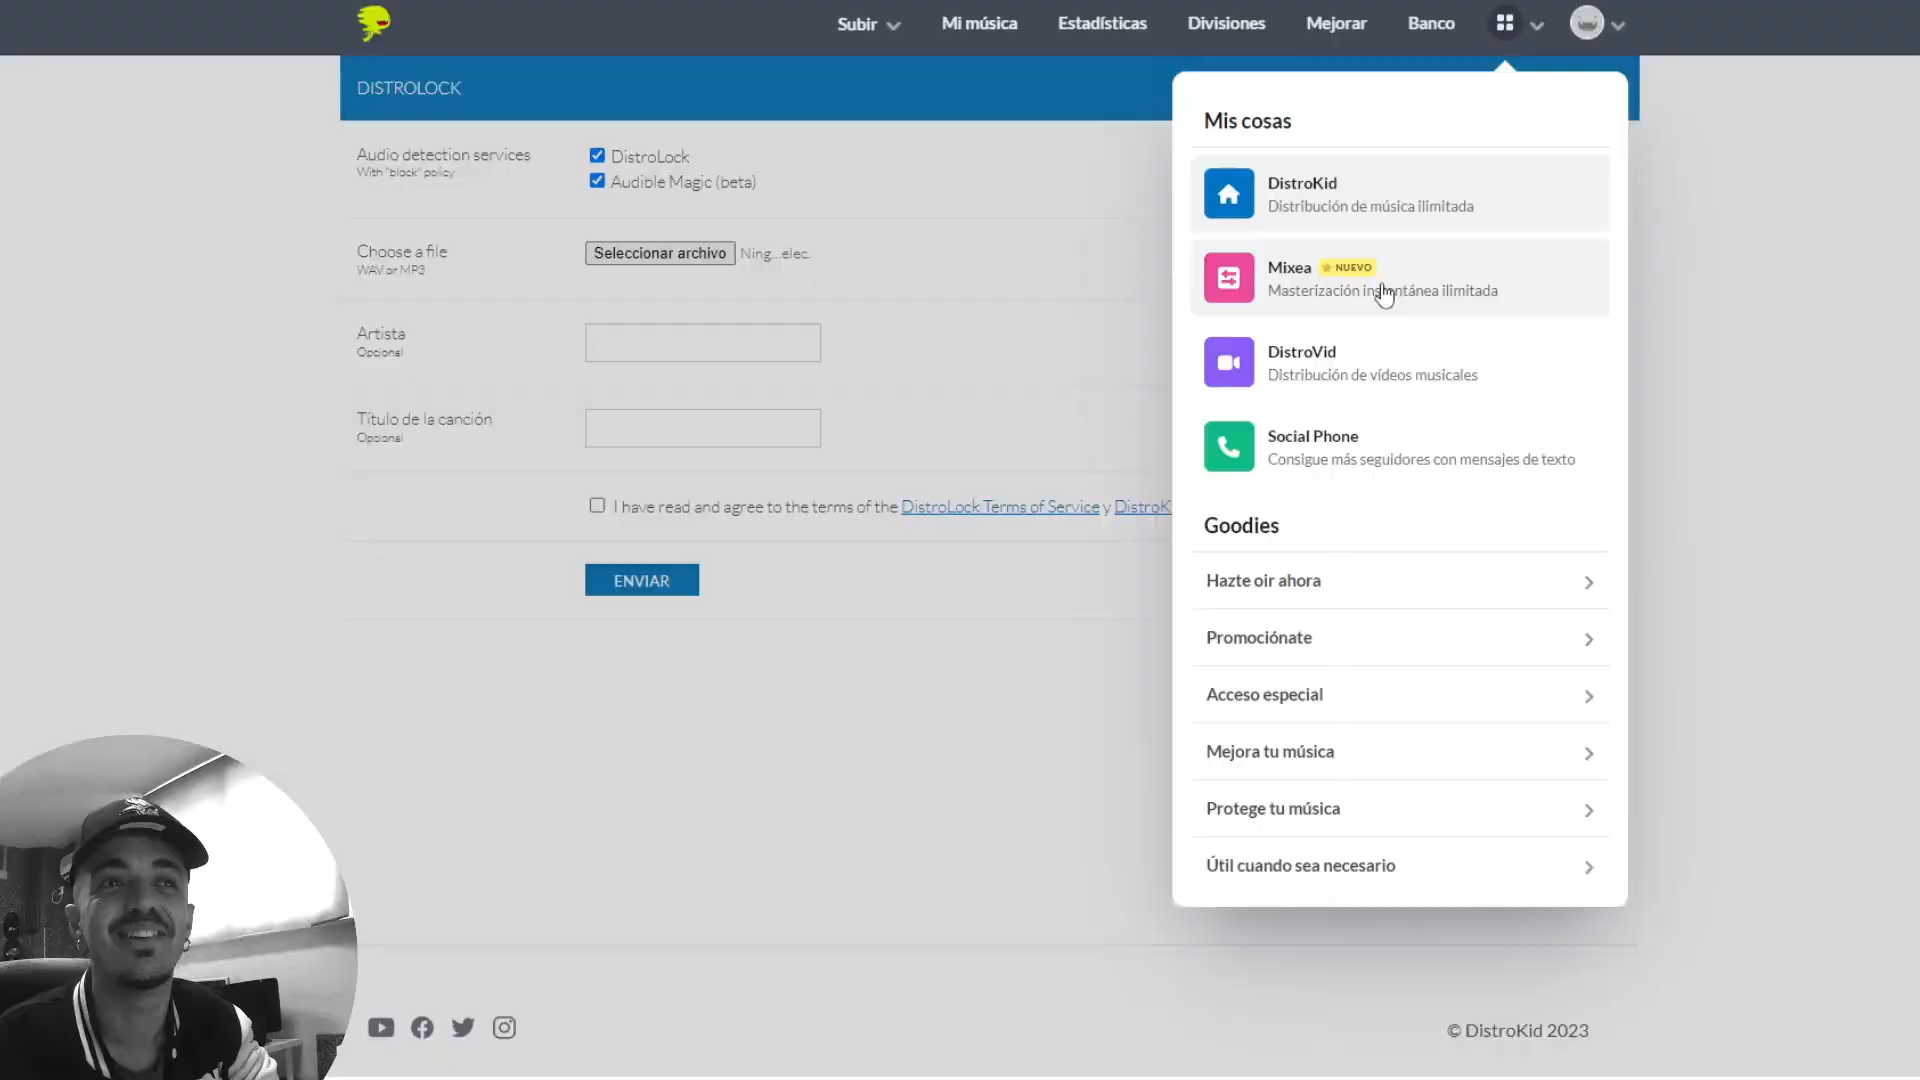 Subir
Mi música
Estadísticas
Divisiones
Mejorar
Banco
DISTROLOCK
Audio detection services
With "block" policy
DistroLock
Audible Magic (beta)
Choose a file
WAV or MP3
Seleccionar archivo Ning...elec.
Artista
Opcional
Título de la canción
Opcional
I have read and agree to the terms of the DistroLock Terms of Service y DistroK
ENVIAR
Mis cosas
DistroKid
Distribución de música ilimitada
Mixea NUEVO
Masterización instantánea ilimitada
DistroVid
Distribución de vídeos musicales
Social Phone
Consigue más seguidores con mensajes de texto
Goodies
Hazte oir ahora
Promociónate
Acceso especial
Mejora tu música
Protege tu música
Útil cuando sea necesario
© DistroKid 2023